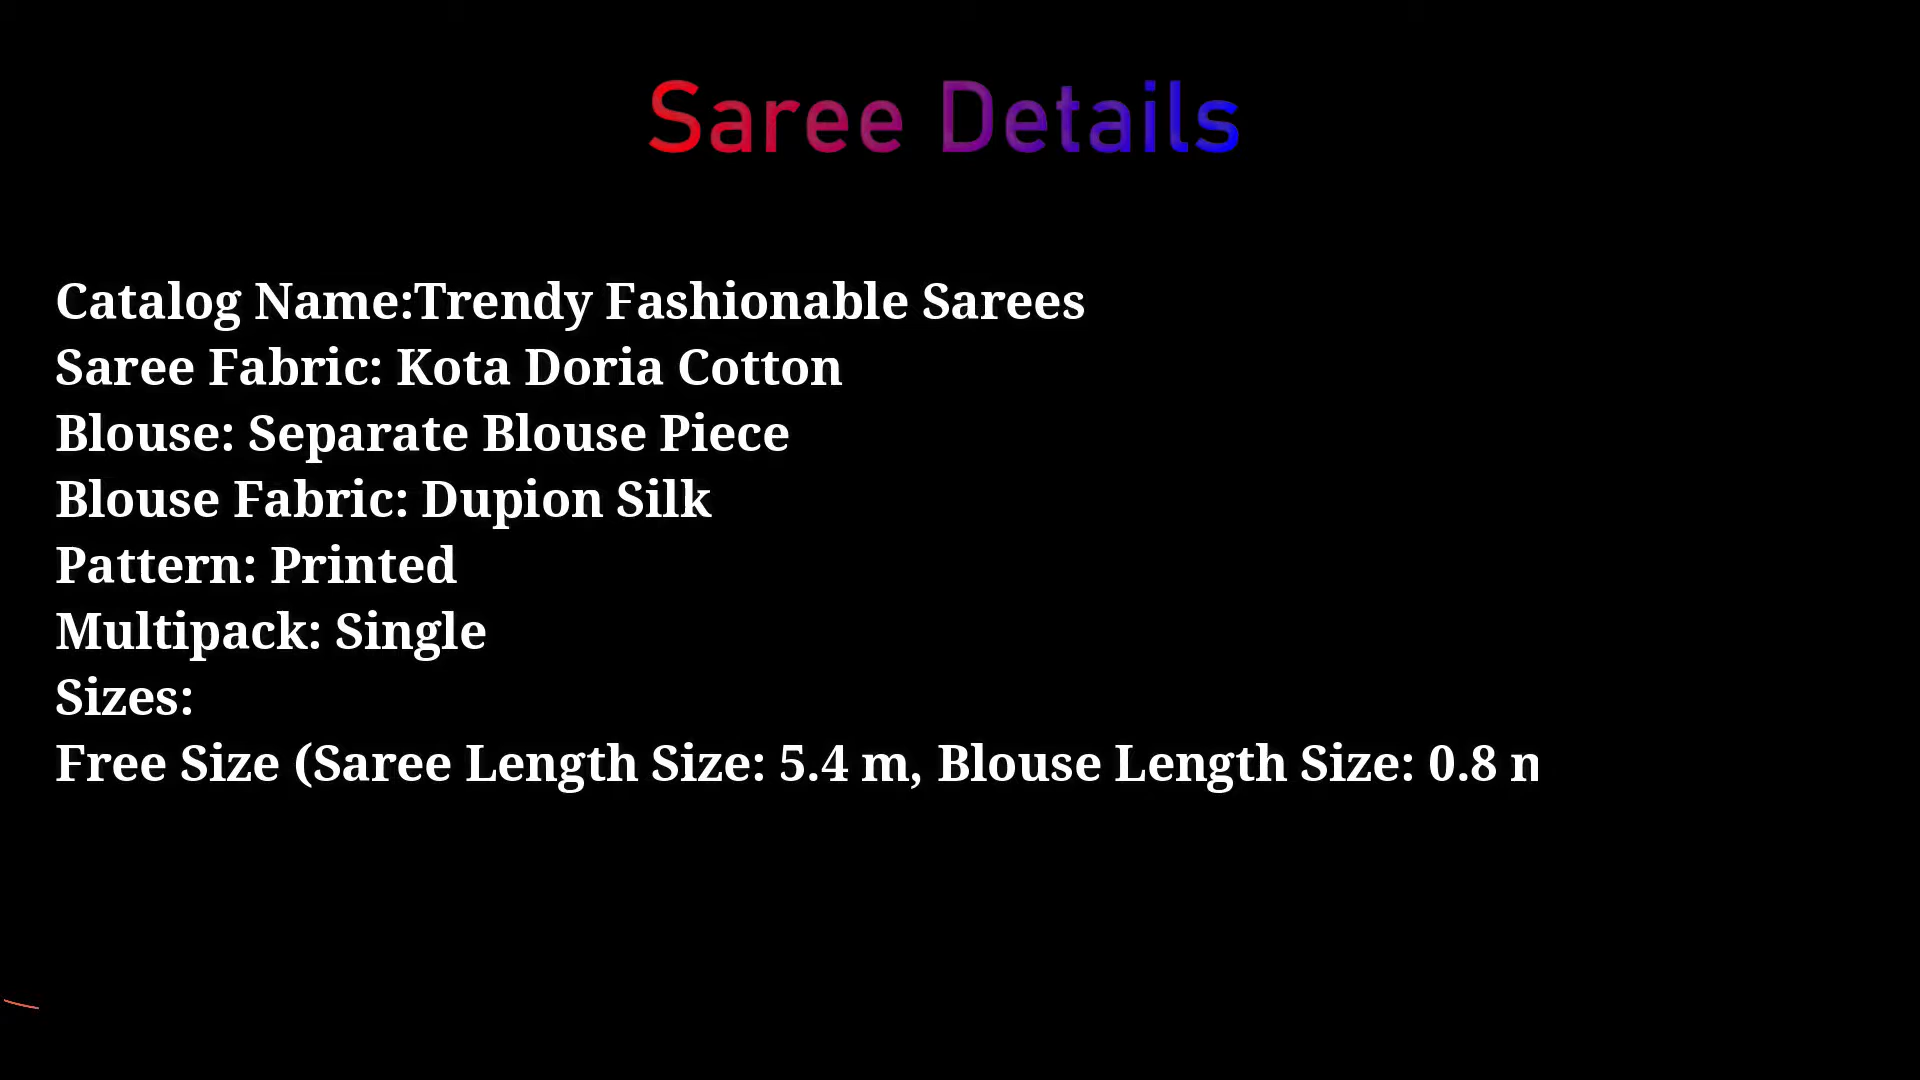 Saree Details
Catalog Name:Trendy Fashionable Sarees
Saree Fabric: Kota Doria Cotton
Blouse: Separate Blouse Piece
Blouse Fabric: Dupion Silk
Pattern: Printed
Multipack: Single
Sizes:
Free Size (Saree Length Size: 5.4 m, Blouse Length Size: 0.8